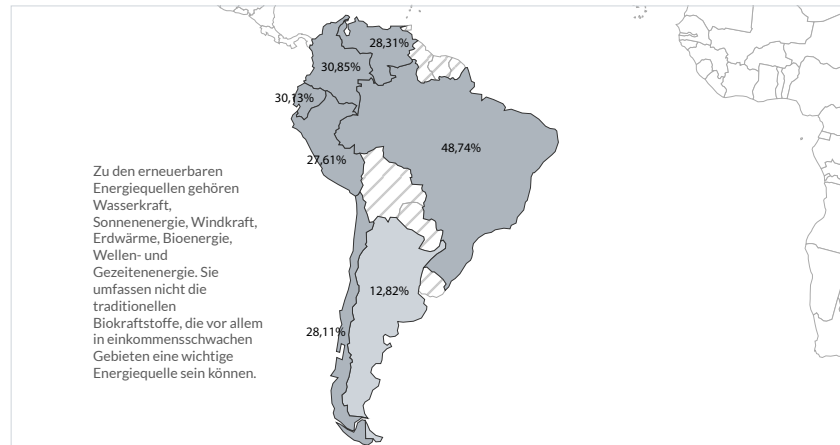 28,31%
30,85%
30,13%
48,74%
27,61%
Zu den erneuerbaren
Energiequellen gehören
Wasserkraft,
Sonnenenergie, Windkraft,
Erdwärme, Bioenergie,
Wellen- und
Gezeitenenergie. Sie
umfassen nicht die
traditionellen
Biokraftstoffe, die vor allem
in einkommensschwachen
Gebieten eine wichtige
Energiequelle sein können.
12,82%
28,11%